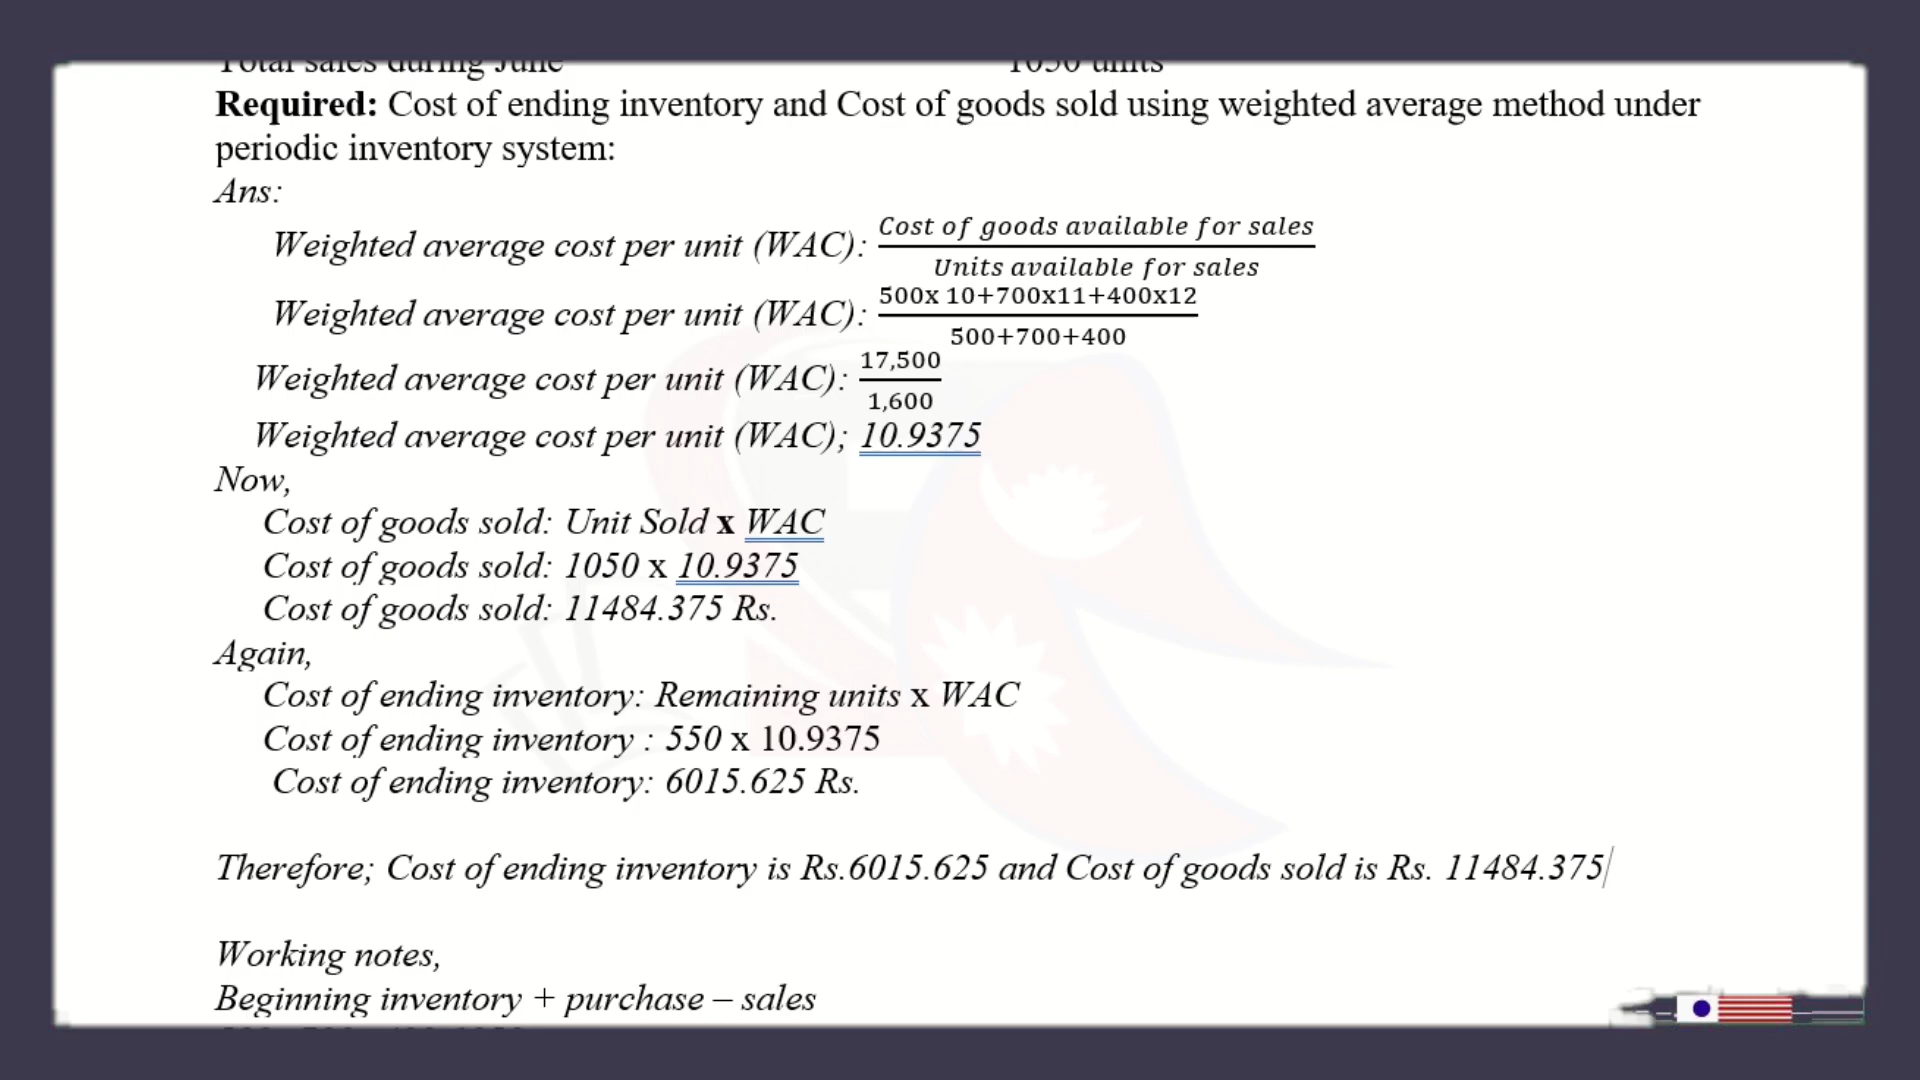 Total sales during June 1050 units
Required: Cost of ending inventory and Cost of goods sold using weighted average method under
periodic inventory system:
Ans:
Weighted average cost per unit (WAC): Cost of goods available for sales
Units available for sales
Weighted average cost per unit (WAC): 500x 10+700x11+400x12
500+700+400
Weighted average cost per unit (WAC): 17,500
1,600
Weighted average cost per unit (WAC); 10.9375
Now,
Cost of goods sold: Unit Sold x WAC
Cost of goods sold: 1050 x 10.9375
Cost of goods sold: 11484.375 Rs.
Again,
Cost of ending inventory: Remaining units x WAC
Cost of ending inventory : 550 x 10.9375
Cost of ending inventory: 6015.625 Rs.
Therefore; Cost of ending inventory is Rs.6015.625 and Cost of goods sold is Rs. 11484.375
Working notes,
Beginning inventory + purchase – sales